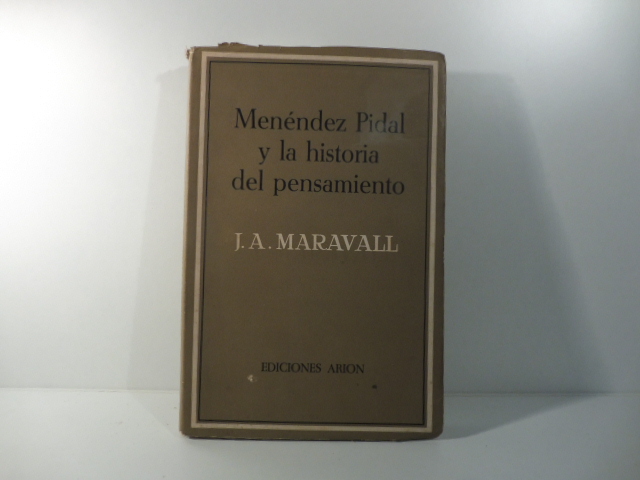 Menéndez Pidal
y la historia
del pensamiento
J. A. MARAVALL
EDICIONES ARION